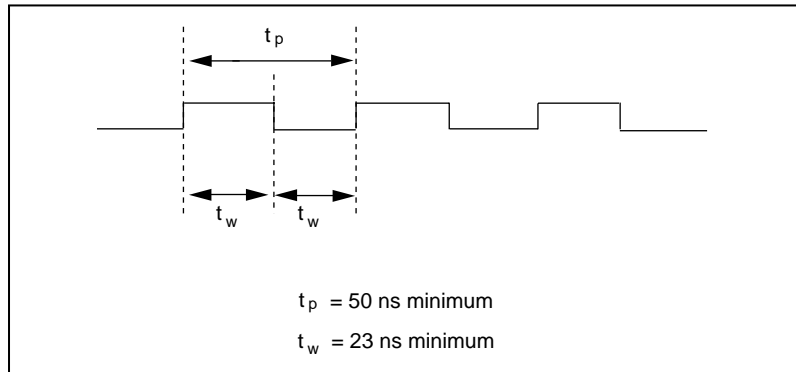 t p
t w
t w
t p = 50 ns minimum
t w = 23 ns minimum